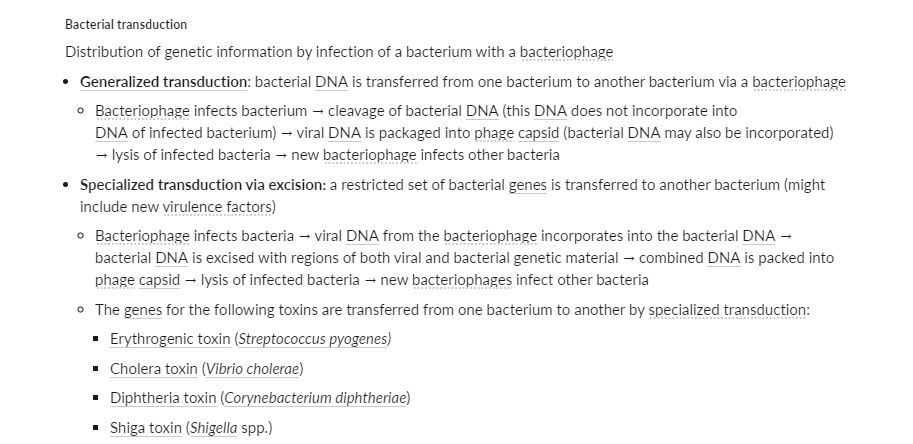 Bacterial transduction
Distribution of genetic information by infection of a bacterium with a bacteriophage
• Generalized transduction: bacterial DNA is transferred from one bacterium to another bacterium via a bacteriophage
◦ Bacteriophage infects bacterium → cleavage of bacterial DNA (this DNA does not incorporate into
DNA of infected bacterium) → viral DNA is packaged into phage capsid (bacterial DNA may also be incorporated)
→ lysis of infected bacteria → new bacteriophage infects other bacteria
• Specialized transduction via excision: a restricted set of bacterial genes is transferred to another bacterium (might
include new virulence factors)
◦ Bacteriophage infects bacteria → viral DNA from the bacteriophage incorporates into the bacterial DNA →
bacterial DNA is excised with regions of both viral and bacterial genetic material → combined DNA is packed into
phage capsid → lysis of infected bacteria → new bacteriophages infect other bacteria
◦ The genes for the following toxins are transferred from one bacterium to another by specialized transduction:
▪ Erythrogenic toxin (Streptococcus pyogenes)
▪ Cholera toxin (Vibrio cholerae)
▪ Diphtheria toxin (Corynebacterium diphtheriae)
▪ Shiga toxin (Shigella spp.)